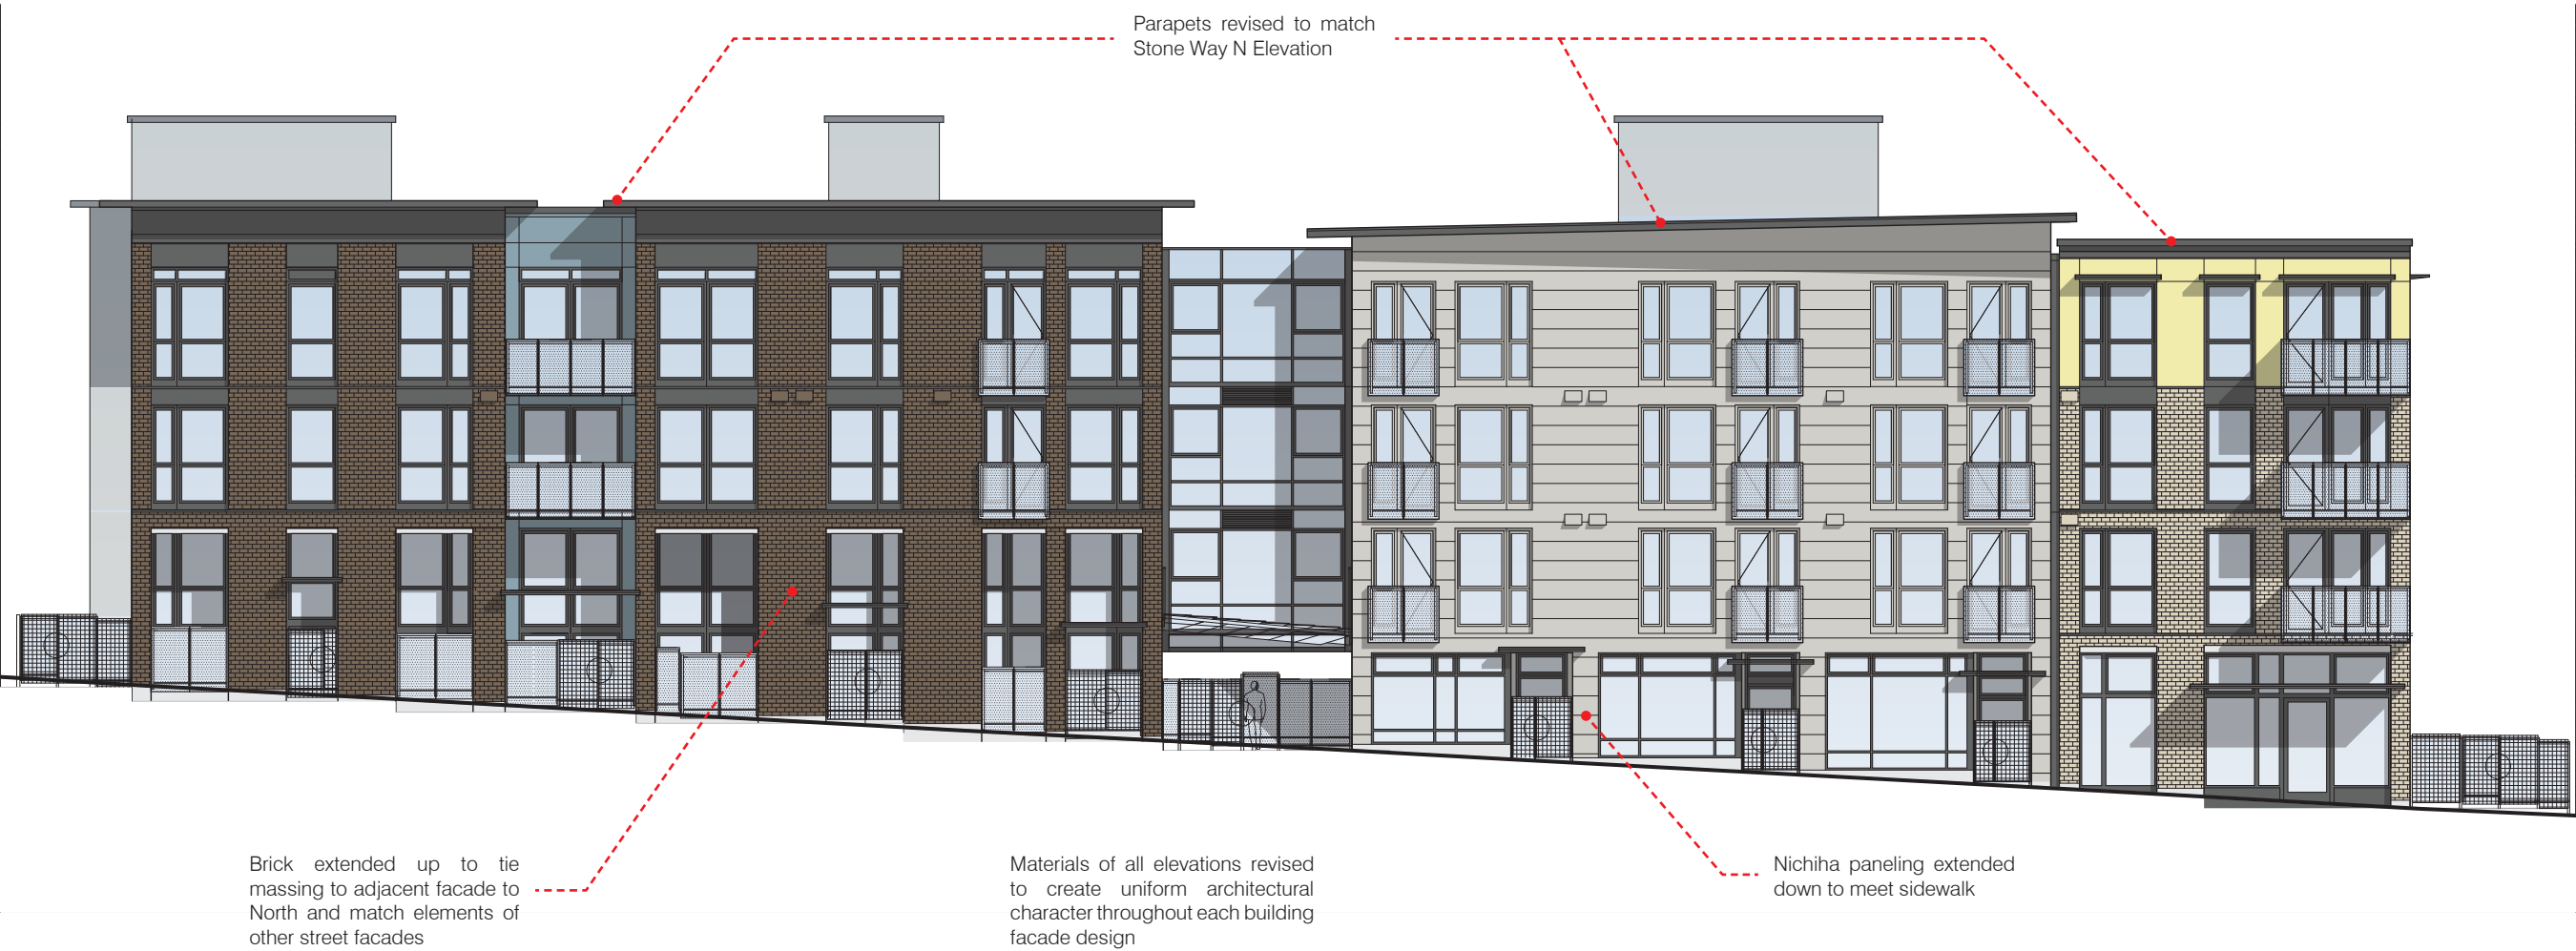 Parapets revised to match
Stone Way N Elevation
Brick extended up to tie
massing to adjacent facade to
North and match elements of
other street facades
Materials of all elevations revised
to create uniform architectural
character throughout each building
facade design
Nichiha paneling extended
down to meet sidewalk